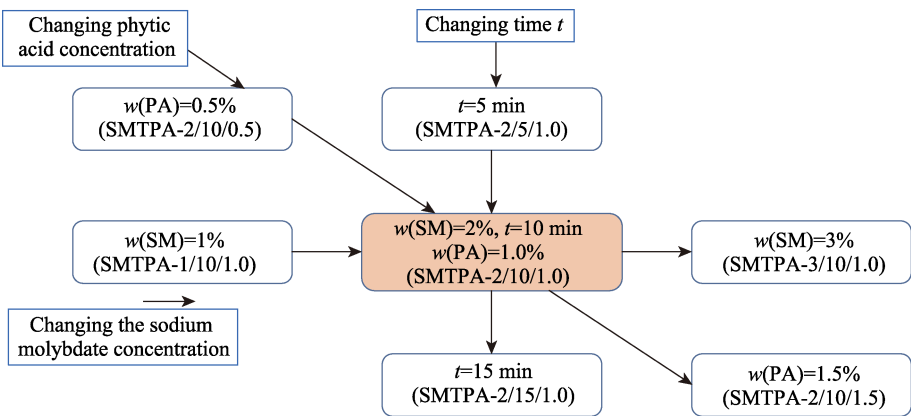 Changing phytic
acid concentration
Changing time t
w(PA)=0.5%
(SMTPA-2/10/0.5)
t=5 min
(SMTPA-2/5/1.0)
w(SM)=1%
(SMTPA-1/10/1.0)
w(SM)=2%, t=10 min
w(PA)=1.0%
(SMTPA-2/10/1.0)
w(SM)=3%
(SMTPA-3/10/1.0)
Changing the sodium
molybdate concentration
t=15 min
(SMTPA-2/15/1.0)
w(PA)=1.5%
(SMTPA-2/10/1.5)